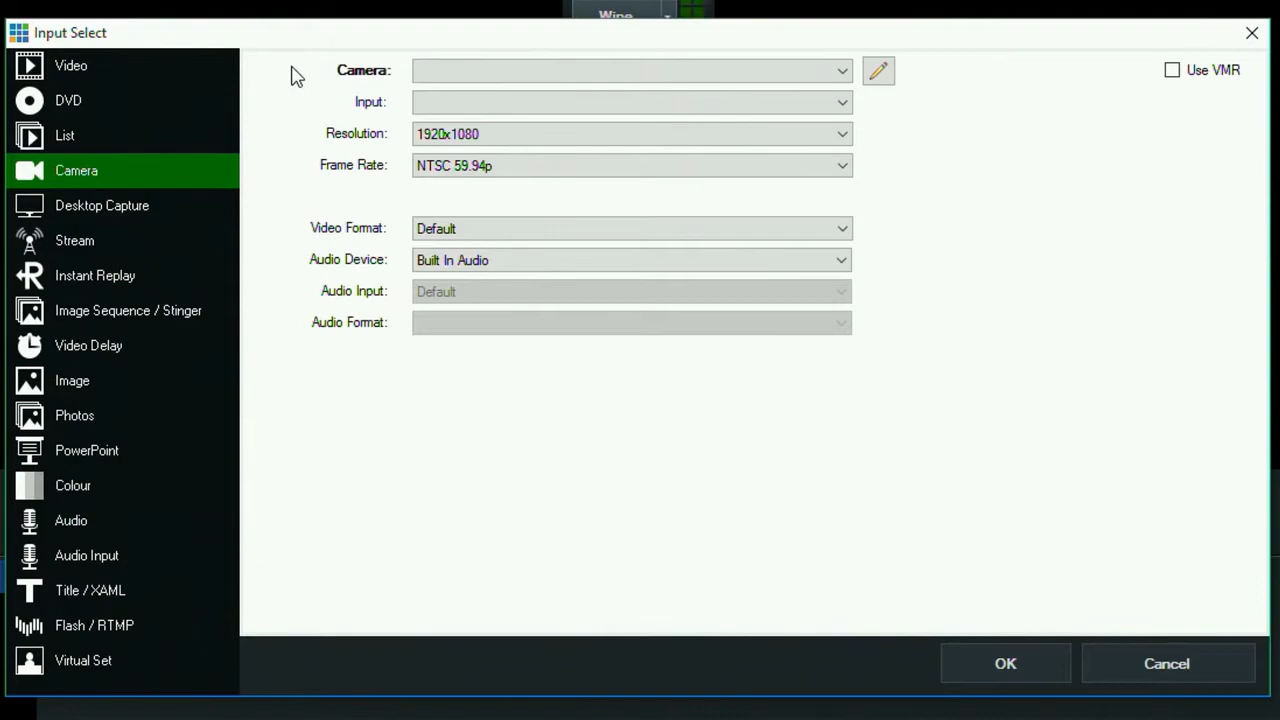 Wipe
Input Select
Video
DVD
List
Camera
Desktop Capture
Stream
Instant Replay
Image Sequence / Stinger
Video Delay
Image
Photos
PowerPoint
Colour
Audio
Audio Input
Title / XAML
Flash / RTMP
Virtual Set
Camera:
Use VMR
Input:
Resolution: 1920x1080
Frame Rate: NTSC 59.94p
Video Format: Default
Audio Device: Built In Audio
Audio Input: Default
Audio Format:
OK Cancel